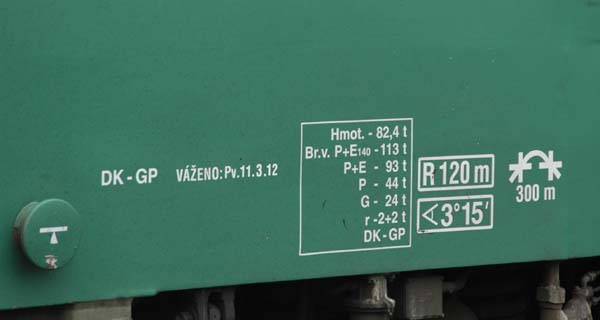 DK - GP VÁŽENO: Pv.11.3.12
Hmot. - 82,4 t
Br.v. P+E140 - 113 t
P+E - 93 t
P - 44 t
G - 24 t
r -2+2 t
DK - GP
R 120 m
∢ 3°15′
300 m